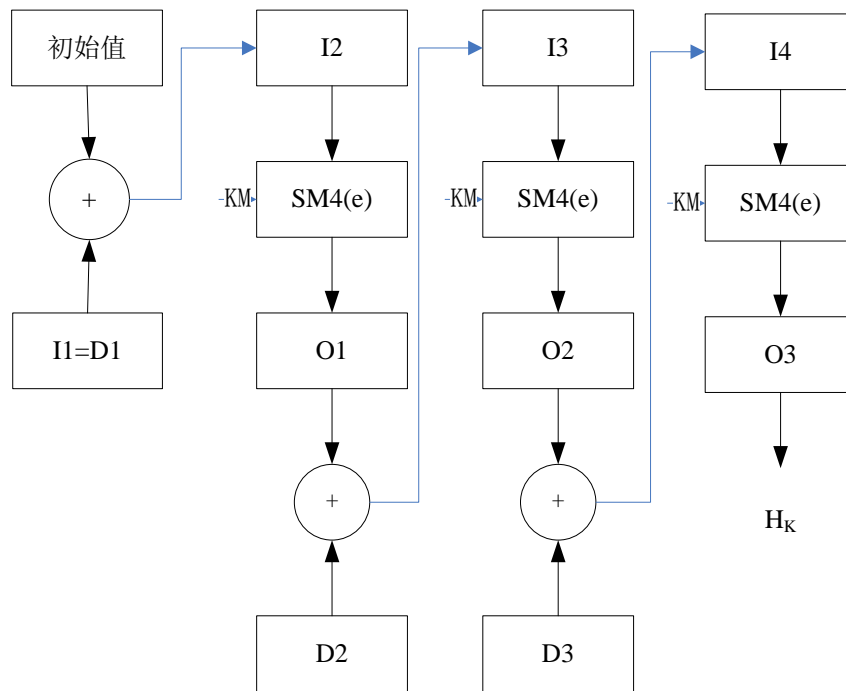 初始值
I2
I3
I4
+
-KM
SM4(e)
-KM
SM4(e)
-KM
SM4(e)
I1=D1
O1
O2
O3
+
+
H_K
D2
D3